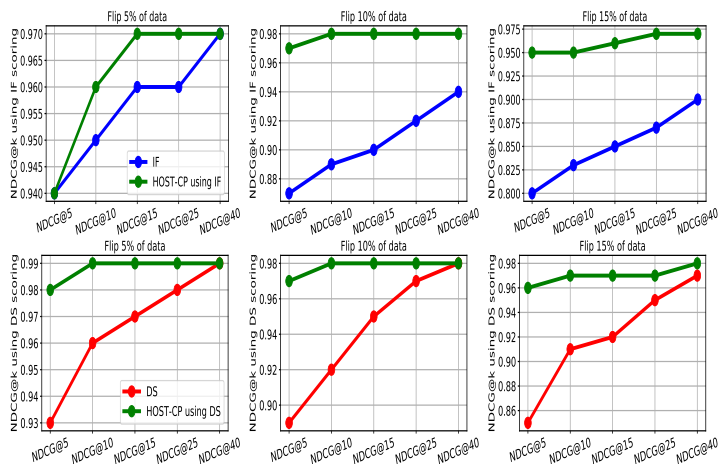 Flip 5% of data
NDCG@k using IF scoring
0.970
0.965
0.960
0.955
0.950
0.945
0.940
IF
HOST-CP using IF
NDCG@5
NDCG@10
NDCG@15
NDCG@25
NDCG@40
Flip 10% of data
NDCG@k using IF scoring
0.98
0.96
0.94
0.92
0.90
0.88
NDCG@5
NDCG@10
NDCG@15
NDCG@25
NDCG@40
Flip 15% of data
NDCG@k using IF scoring
0.975
0.950
0.925
0.900
0.875
0.850
0.825
0.800
NDCG@5
NDCG@10
NDCG@15
NDCG@25
NDCG@40
Flip 5% of data
NDCG@k using DS scoring
0.99
0.98
0.97
0.96
0.95
0.94
0.93
DS
HOST-CP using DS
NDCG@5
NDCG@10
NDCG@15
NDCG@25
NDCG@40
Flip 10% of data
NDCG@k using DS scoring
0.98
0.96
0.94
0.92
0.90
NDCG@5
NDCG@10
NDCG@15
NDCG@25
NDCG@40
Flip 15% of data
NDCG@k using DS scoring
0.98
0.96
0.94
0.92
0.90
0.88
0.86
NDCG@5
NDCG@10
NDCG@15
NDCG@25
NDCG@40